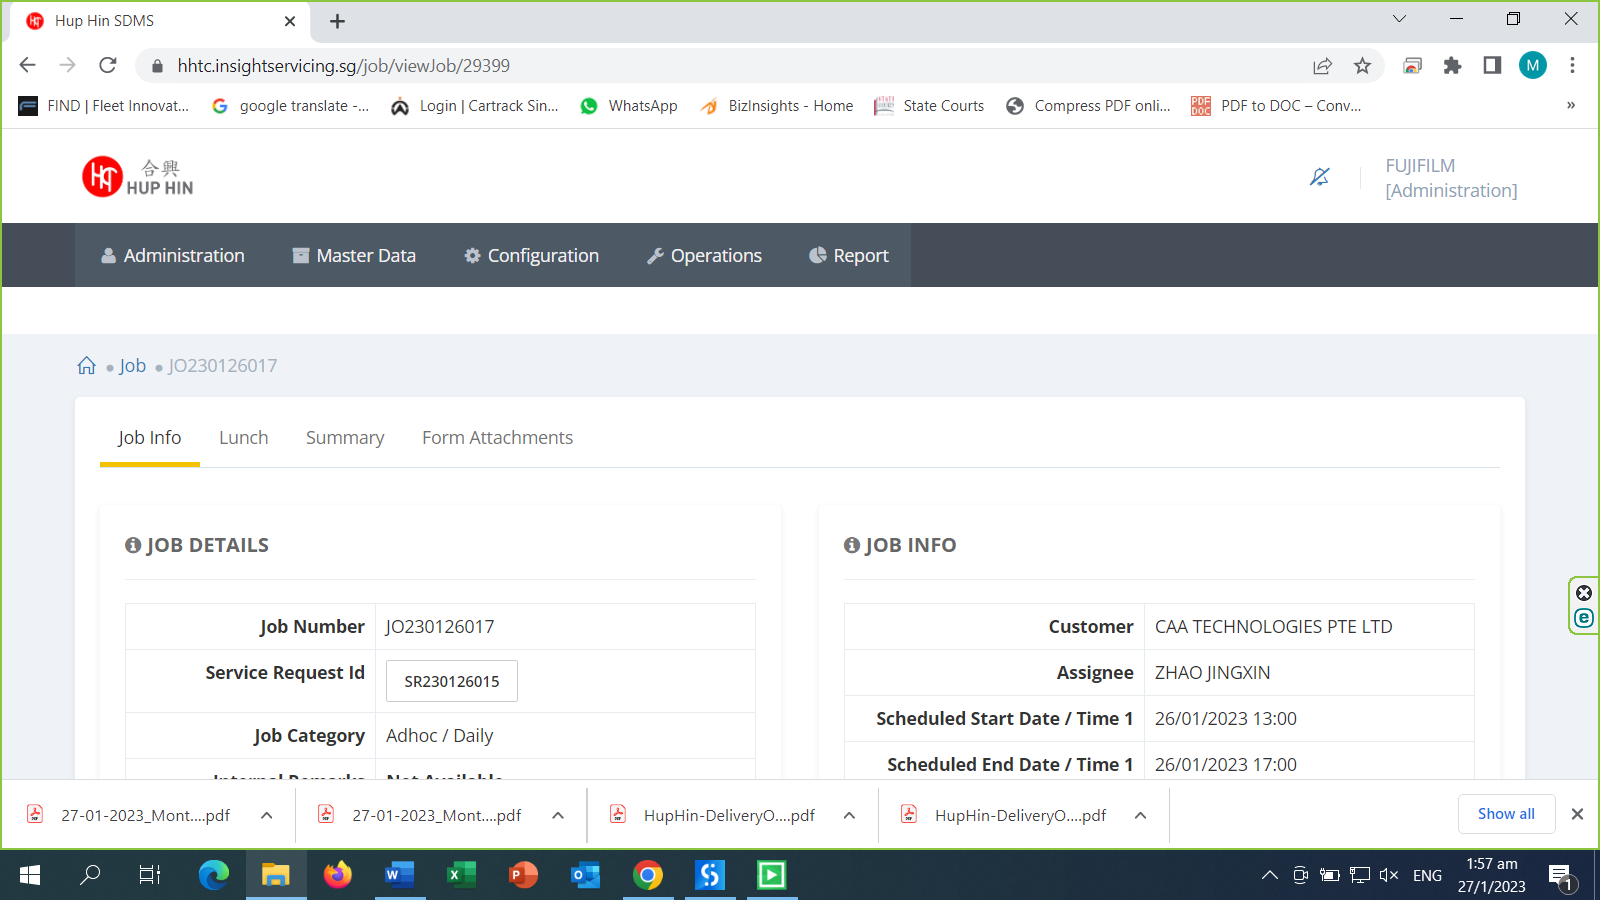 Hup Hin SDMS
hhtc.insightservicing.sg/job/viewJob/29399
M
FIND | Fleet Innovat...
google translate -...
Login | Cartrack Sin...
WhatsApp
BizInsights - Home
State Courts
Compress PDF onli...
PDF to DOC – Conv...
»
合興
HUP HIN
FUJIFILM
[Administration]
Administration
Master Data
Configuration
Operations
Report
Job
JO230126017
Job Info
Lunch
Summary
Form Attachments
JOB DETAILS
Job Number
JO230126017
Service Request Id
SR230126015
Job Category
Adhoc / Daily
Internal Remarks
Not Available
JOB INFO
Customer
CAA TECHNOLOGIES PTE LTD
Assignee
ZHAO JINGXIN
Scheduled Start Date / Time 1
26/01/2023 13:00
Scheduled End Date / Time 1
26/01/2023 17:00
27-01-2023_Mont....pdf
27-01-2023_Mont....pdf
HupHin-DeliveryO....pdf
HupHin-DeliveryO....pdf
Show all
ENG
1:57 am
27/1/2023
1